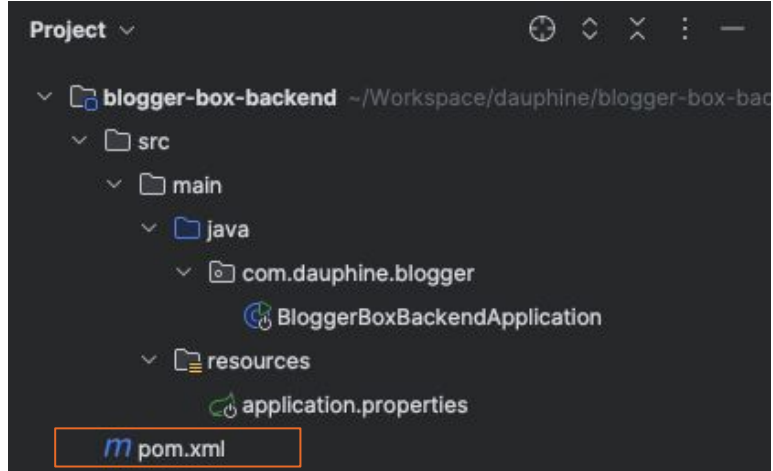 Project
blogger-box-backend ~/Workspace/dauphine/blogger-box-bac
src
main
java
com.dauphine.blogger
BloggerBoxBackendApplication
resources
application.properties
m pom.xml